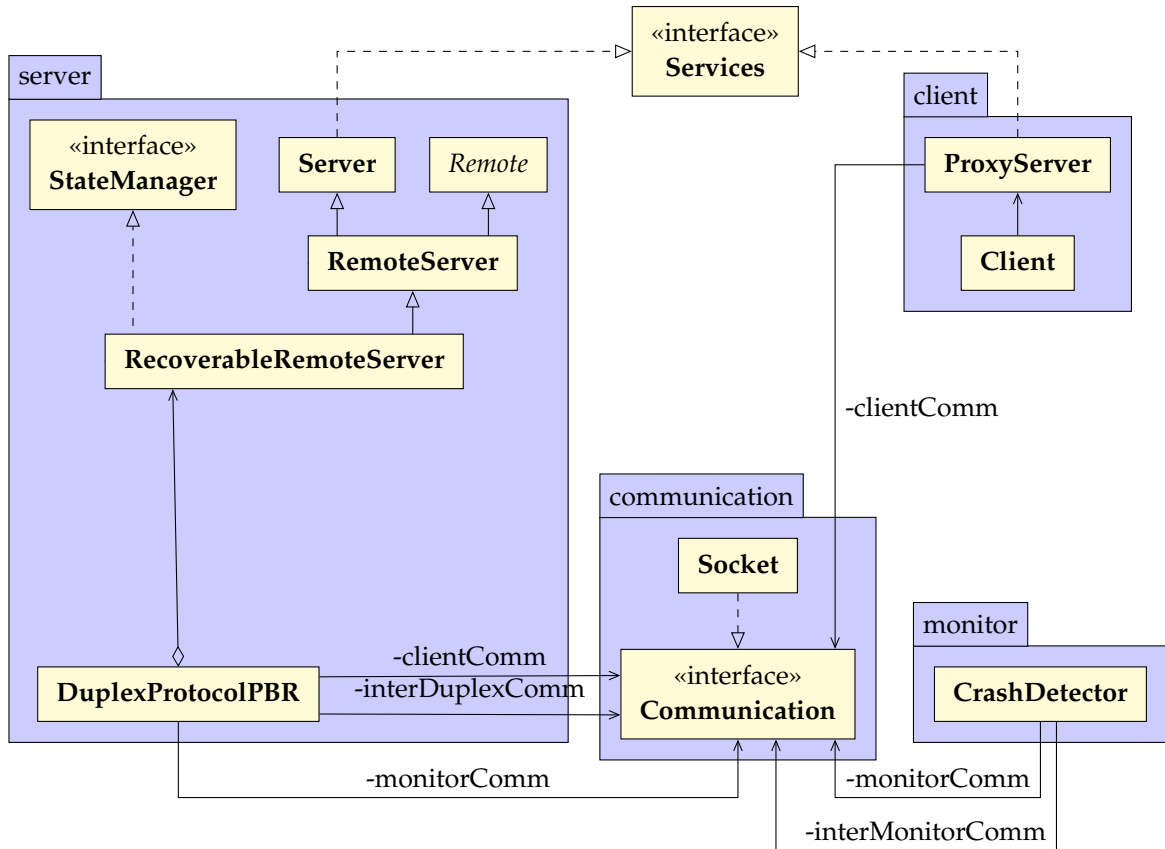 «interface»
Services
server
client
«interface»
StateManager
Server
Remote
ProxyServer
RemoteServer
Client
RecoverableRemoteServer
-clientComm
communication
Socket
monitor
DuplexProtocolPBR
-clientComm
-interDuplexComm
«interface»
Communication
CrashDetector
-monitorComm
-monitorComm
-interMonitorComm